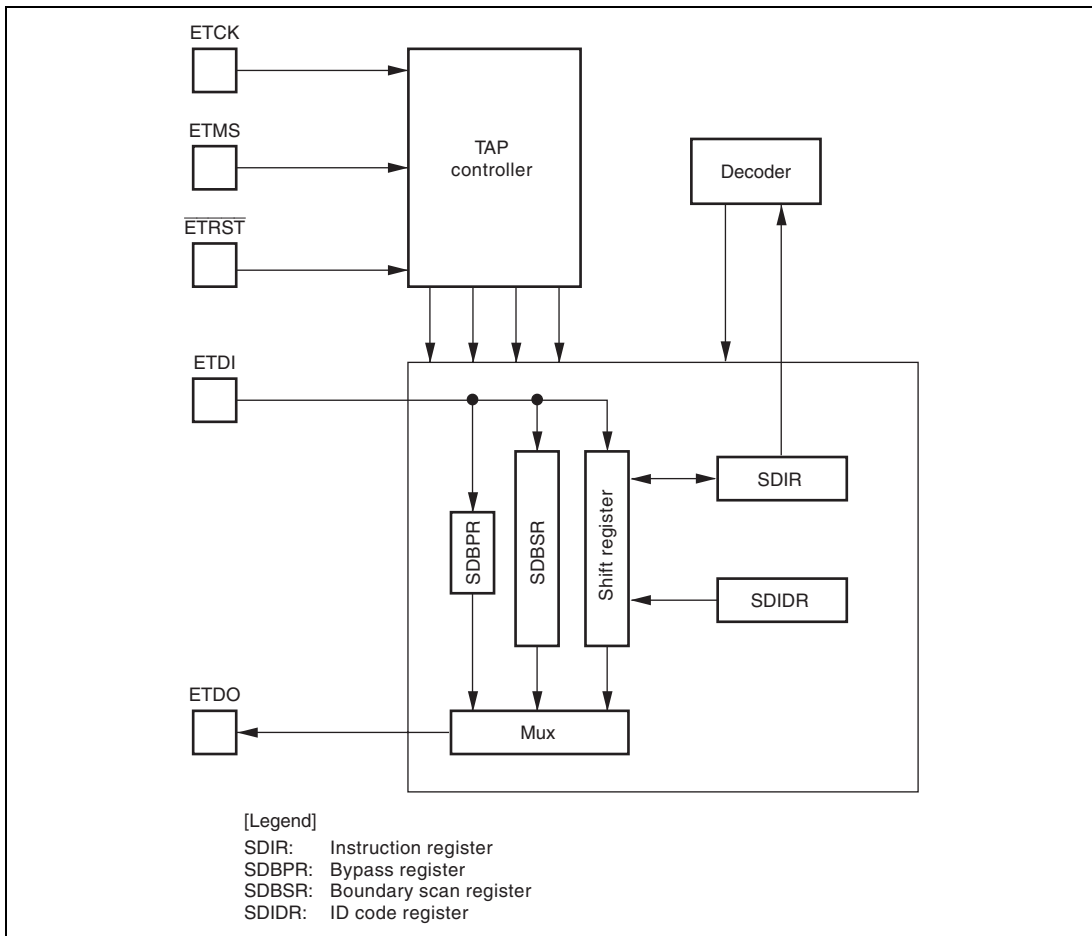 ETCK
ETMS
TAP
controller
Decoder
ETRST
ETDI
SDBPR
SDBSR
Shift register
SDIR
SDIDR
ETDO
Mux
[Legend]
SDIR: Instruction register
SDBPR: Bypass register
SDBSR: Boundary scan register
SDIDR: ID code register